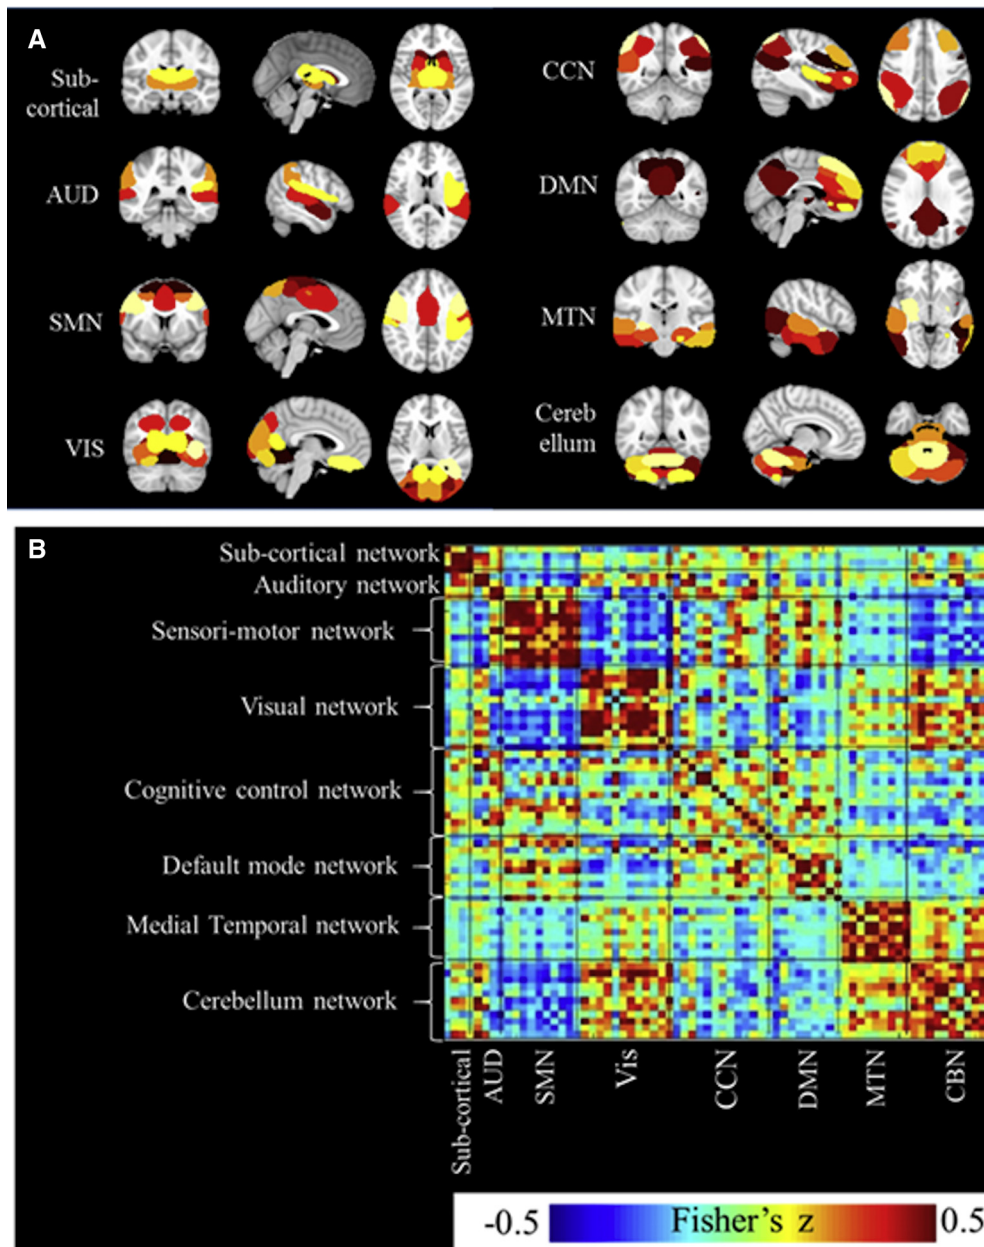 A
Sub-
cortical
AUD
SMN
VIS
CCN
DMN
MTN
Cereb
ellum
B
Sub-cortical network
Auditory network
Sensori-motor network
Visual network
Cognitive control network
Default mode network
Medial Temporal network
Cerebellum network
Sub-cortical
AUD
SMN
Vis
CCN
DMN
MTN
CBN
-0.5 Fisher's z 0.5